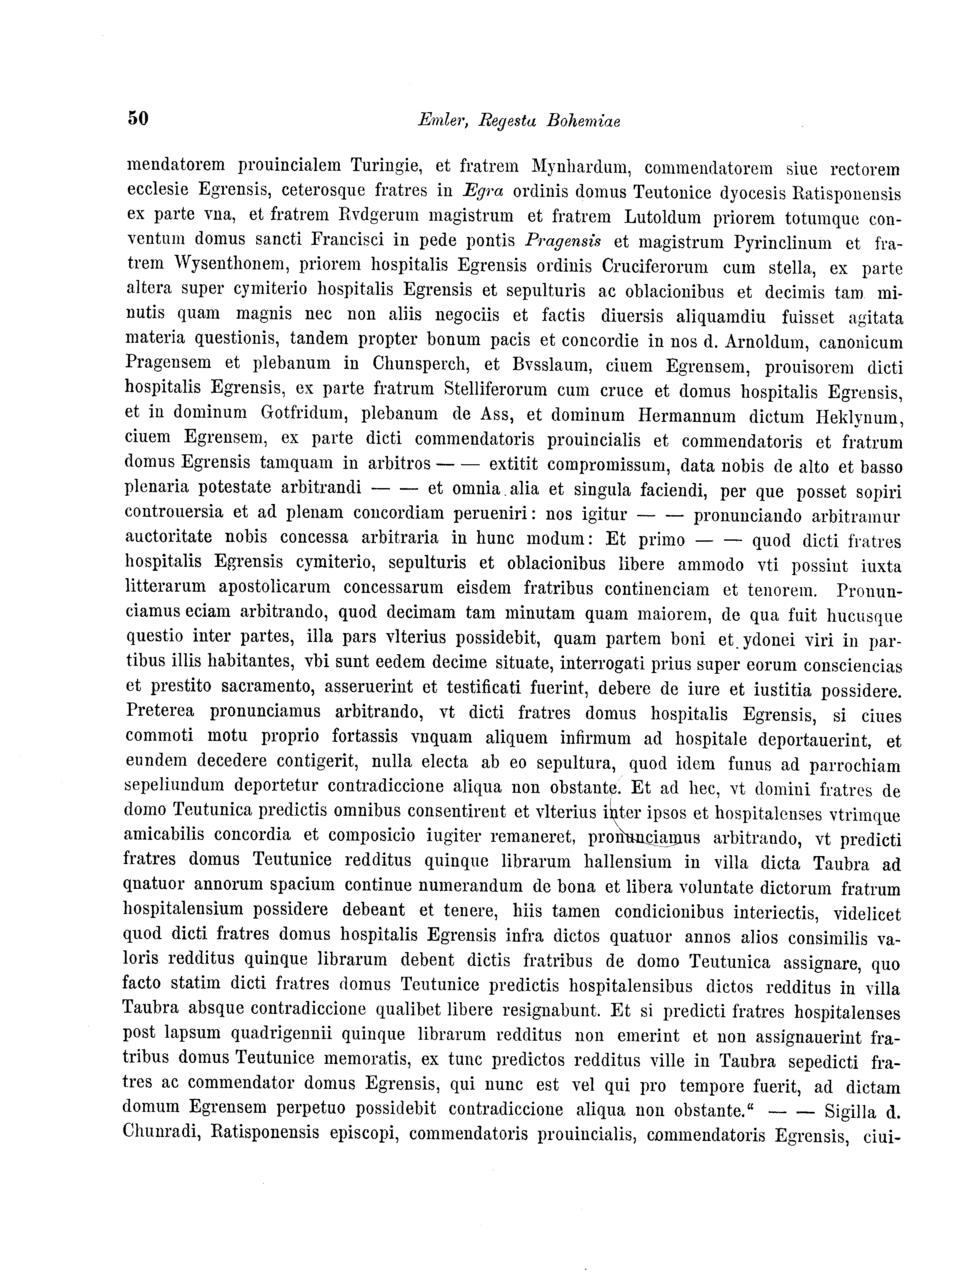 50
Emler, Regesta Bohemiae
mendatorem prouincialem Turingie, et fratrem Mynhardum, commendatorem siue rectorem
ecclesie Egrensis, ceterosque fratres in Egra ordinis domus Teutonice dyocesis Ratisponensis
ex parte vna, et fratrem Rvdgerum magistrum et fratrem Lutoldum priorem totumque con-
ventum domus sancti Francisci in pede pontis Pragensis et magistrum Pyrinclinum et fra-
trem Wysenthonem, priorem hospitalis Egrensis ordinis Cruciferorum cum stella, ex parte
altera super cymiterio hospitalis Egrensis et sepulturis ac oblacionibus et decimis tam mi-
nutis quam magnis nec non aliis negociis et factis diuersis aliquamdiu fuisset agitata
materia questionis, tandem propter bonum pacis et concordie in nos d. Arnoldum, canonicum
Pragensem et plebanum in Chunsperch, et Bvsslaum, ciuem Egrensem, prouisorem dicti
hospitalis Egrensis, ex parte fratrum Stelliferorum cum cruce et domus hospitalis Egrensis,
et in dominum Gotfridum, plebanum de Ass, et dominum Hermannum dictum Heklynum,
ciuem Egrensem, ex parte dicti commendatoris prouincialis et commendatoris et fratrum
domus Egrensis tamquam in arbitros — — extitit compromissum, data nobis de alto et basso
plenaria potestate arbitrandi — — et omnia alia et singula faciendi, per que posset sopiri
controuersia et ad plenam concordiam perueniri: nos igitur — — pronunciando arbitramur
auctoritate nobis concessa arbitraria in hunc modum: Et primo — — quod dicti fratres
hospitalis Egrensis cymiterio, sepulturis et oblacionibus libere ammodo vti possint iuxta
litterarum apostolicarum concessarum eisdem fratribus continenciam et tenorem. Pronun-
ciamus eciam arbitrando, quod decimam tam minutam quam maiorem, de qua fuit hucusque
questio inter partes, illa pars vlterius possidebit, quam partem boni et ydonei viri in par-
tibus illis habitantes, vbi sunt eedem decime situate, interrogati prius super eorum consciencias
et prestito sacramento, asseruerint et testificati fuerint, debere de iure et iustitia possidere.
Preterea pronunciamus arbitrando, vt dicti fratres domus hospitalis Egrensis, si ciues
commoti motu proprio fortassis vnquam aliquem infirmum ad hospitale deportauerint, et
eundem decedere contigerit, nulla electa ab eo sepultura, quod idem funus ad parrochiam
sepeliundum deportetur contradiccione aliqua non obstante. Et ad hec, vt domini fratres de
domo Teutunica predictis omnibus consentirent et vlterius inter ipsos et hospitalenses vtrimque
amicabilis concordia et composicio iugiter remaneret, pronunciamus arbitrando, vt predicti
fratres domus Teutunice redditus quinque librarum hallensium in villa dicta Taubra ad
quatuor annorum spacium continue numerandum de bona et libera voluntate dictorum fratrum
hospitalensium possidere debeant et tenere, hiis tamen condicionibus interiectis, videlicet
quod dicti fratres domus hospitalis Egrensis infra dictos quatuor annos alios consimilis va-
loris redditus quinque librarum debent dictis fratribus de domo Teutunica assignare, quo
facto statim dicti fratres domus Teutunice predictis hospitalensibus dictos redditus in villa
Taubra absque contradiccione qualibet libere resignabunt. Et si predicti fratres hospitalenses
post lapsum quadrigennii quinque librarum redditus non emerint et non assignauerint fra-
tribus domus Teutunice memoratis, ex tunc predictos redditus ville in Taubra sepedicti fra-
tres ac commendator domus Egrensis, qui nunc est vel qui pro tempore fuerit, ad dictam
domum Egrensem perpetuo possidebit contradiccione aliqua non obstante.“ — — Sigilla d.
Chunradi, Ratisponensis episcopi, commendatoris prouincialis, commendatoris Egrensis, ciui-